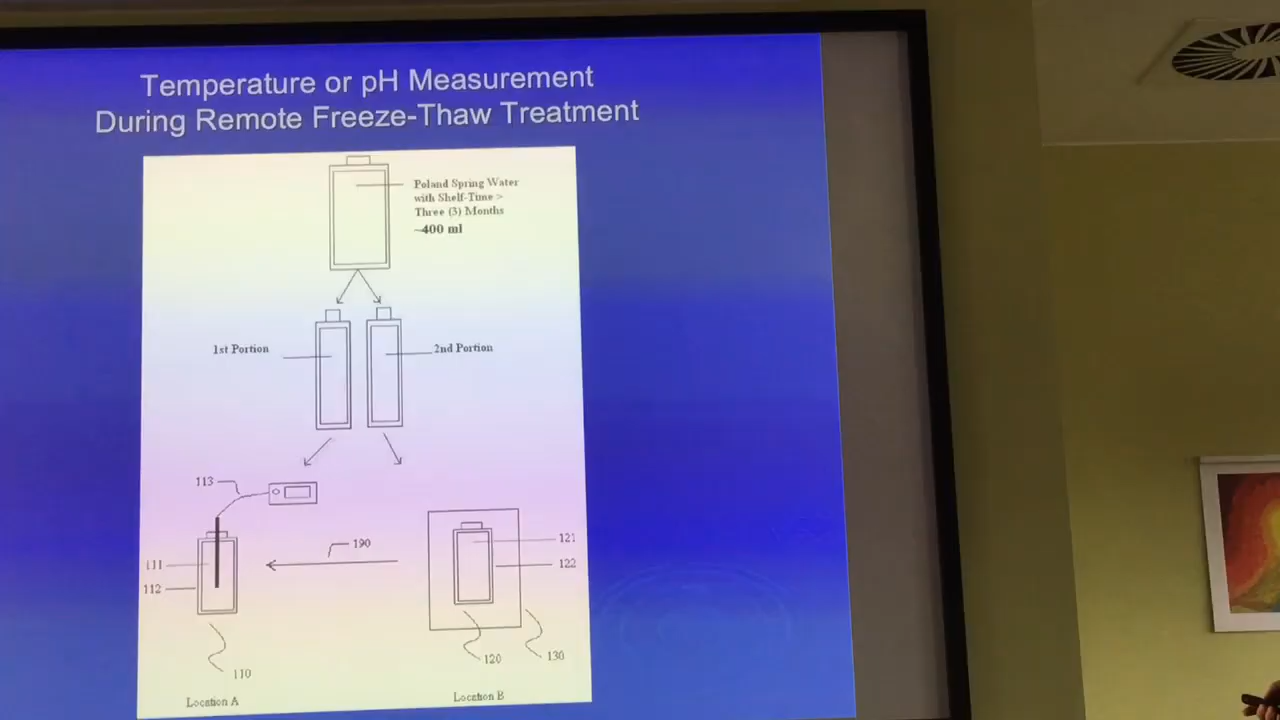 Temperature or pH Measurement
During Remote Freeze-Thaw Treatment
Poland Spring Water
with Shelf-Time >
Three (3) Months
~400 ml
1st Portion
2nd Portion
113
190
111
112
121
122
110
120
130
Location A
Location B